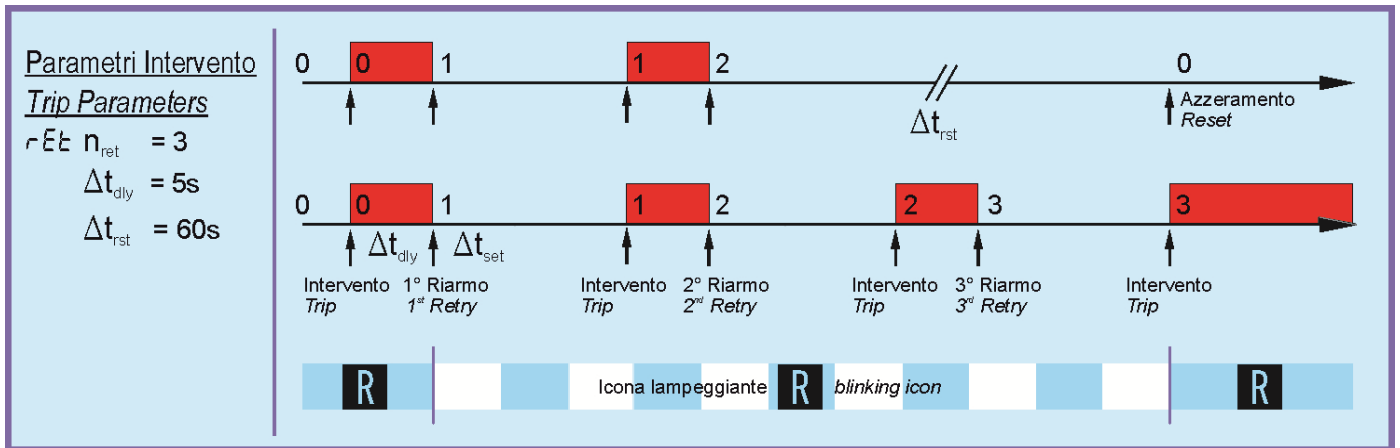 Parametri Intervento
Trip Parameters
rEt n_ret = 3
Δt_dly = 5s
Δt_rst = 60s
0 0 1 1 2 0
Δt_rst
Azzeramento
Reset
0 0 1 1 2 2 3 3
Δt_dly Δt_set
Intervento
Trip
1° Riarmo
1st Retry
Intervento
Trip
2° Riarmo
2nd Retry
Intervento
Trip
3° Riarmo
3rd Retry
Intervento
Trip
R Icona lampeggiante R blinking icon R